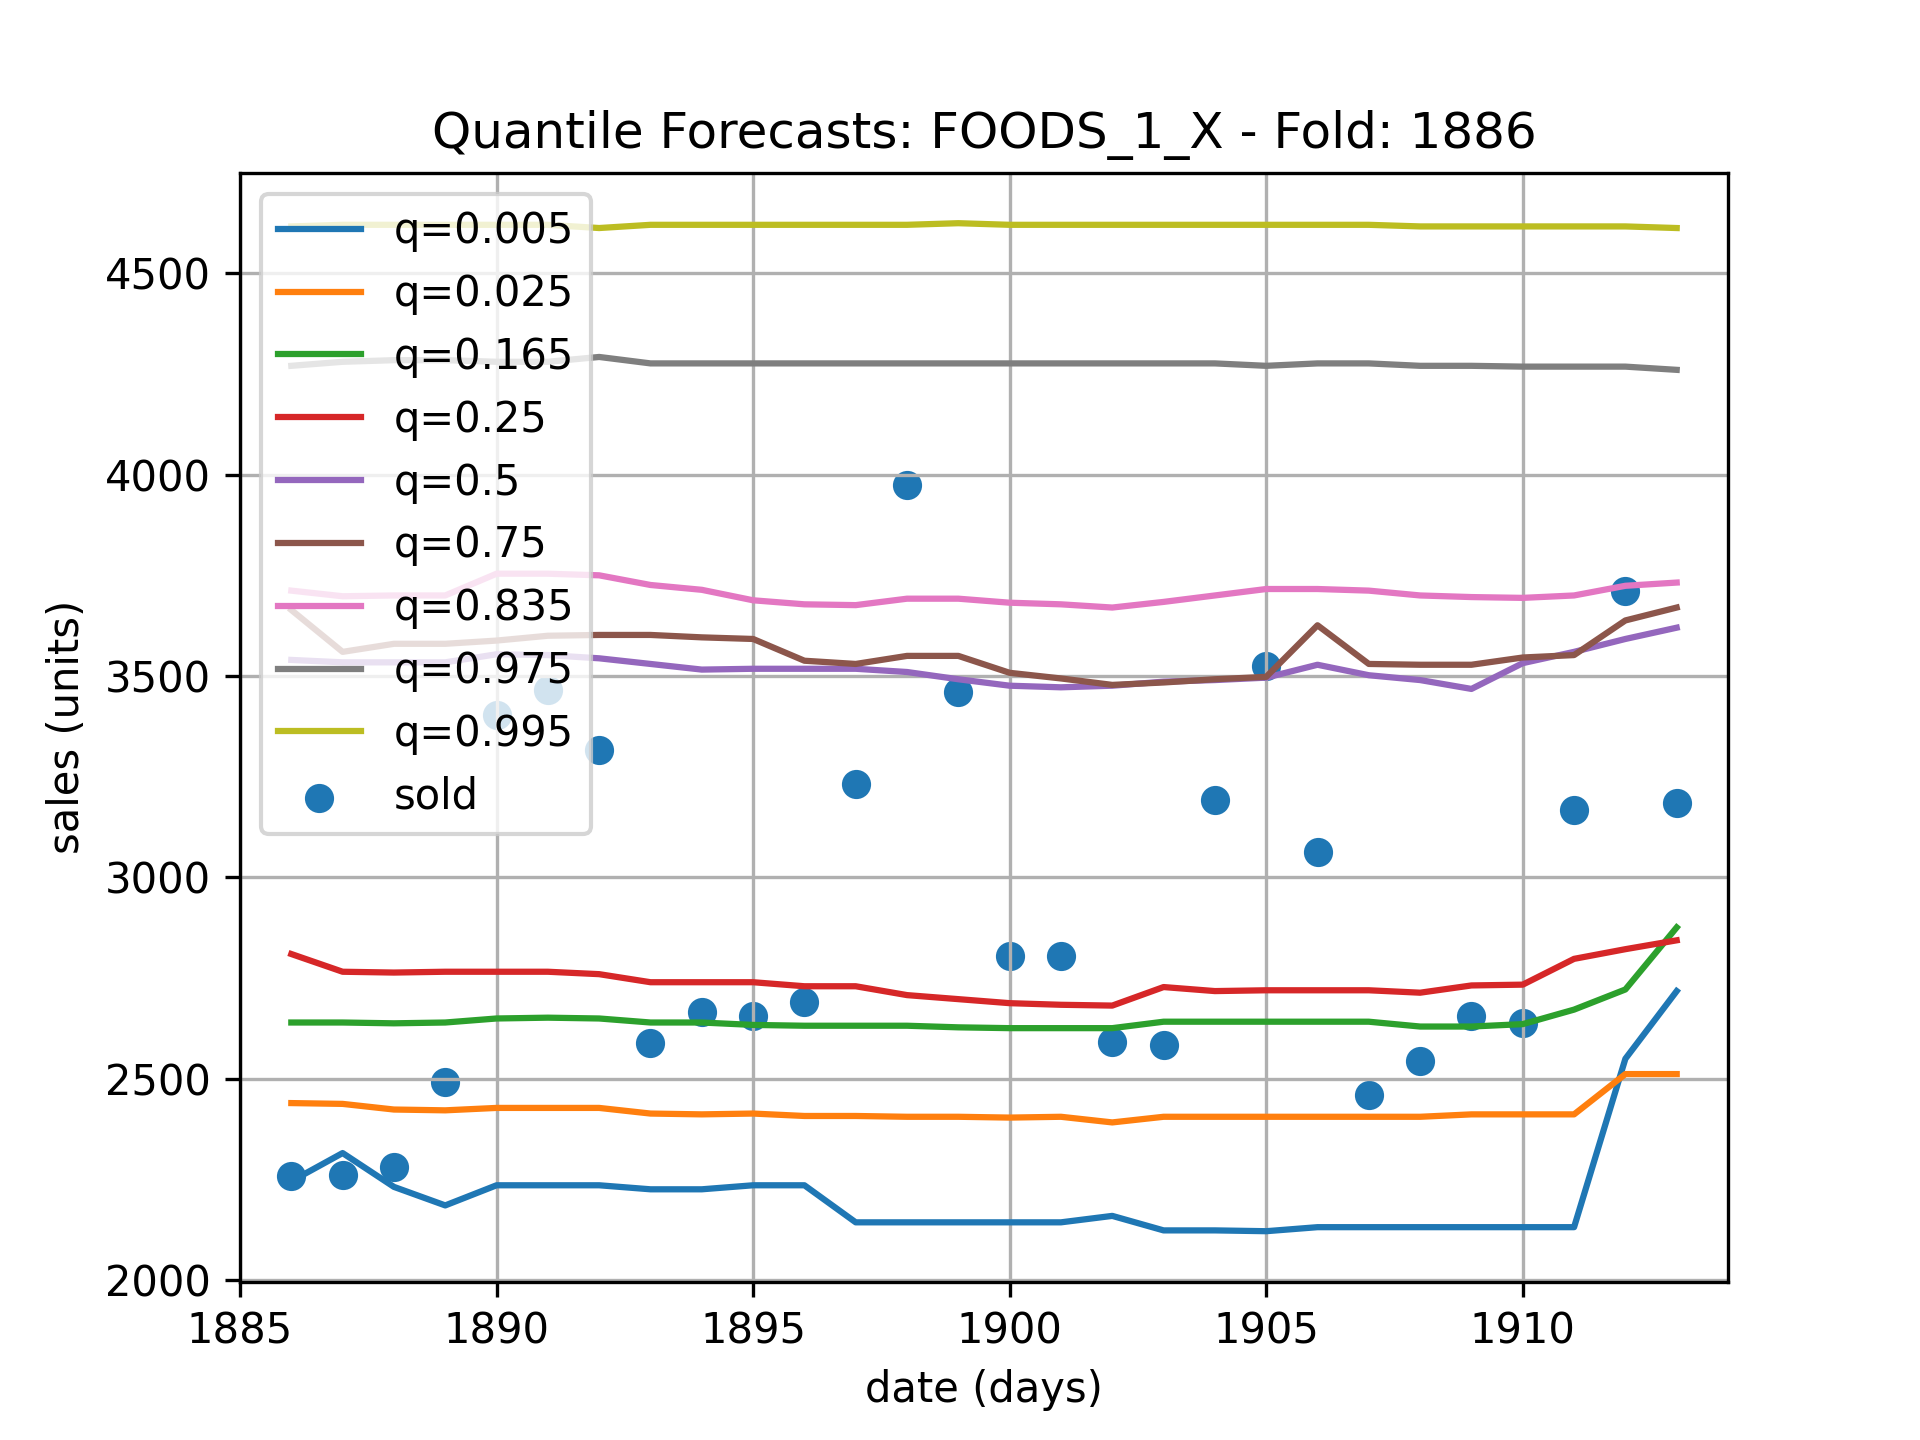 Quantile Forecasts: FOODS_1_X - Fold: 1886
q=0.005
q=0.025
q=0.165
q=0.25
q=0.5
q=0.75
q=0.835
q=0.975
q=0.995
sold
4500
4000
3500
3000
2500
2000
sales (units)
1885 1890 1895 1900 1905 1910
date (days)